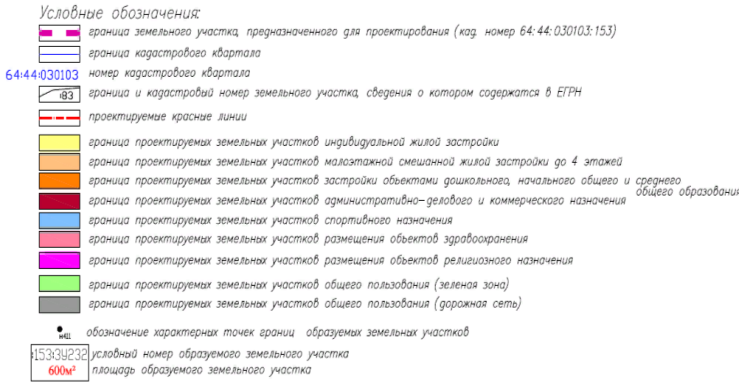 Условные обозначения:
граница земельного участка, предназначенного для проектирования (кад. номер 64:44:030103:153)
граница кадастрового квартала
64:44:030103 номер кадастрового квартала
:83 граница и кадастровый номер земельного участка, сведения о котором содержатся в ЕГРН
проектируемые красные линии
граница проектируемых земельных участков индивидуальной жилой застройки
граница проектируемых земельных участков малоэтажной смешанной жилой застройки до 4 этажей
граница проектируемых земельных участков застройки объектами дошкольного, начального общего и среднего
общего образования
граница проектируемых земельных участков административно-делового и коммерческого назначения
граница проектируемых земельных участков спортивного назначения
граница проектируемых земельных участков размещения объектов здравоохранения
граница проектируемых земельных участков размещения объектов религиозного назначения
граница проектируемых земельных участков общего пользования (зеленая зона)
граница проектируемых земельных участков общего пользования (дорожная сеть)
н411 обозначение характерных точек границ образуемых земельных участков
:153:ЗУ232 условный номер образуемого земельного участка
600м² площадь образуемого земельного участка